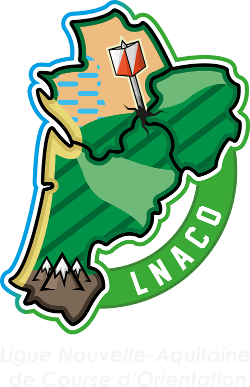 LNACO
Ligue Nouvelle-Aquitaine
de Course d'Orientation